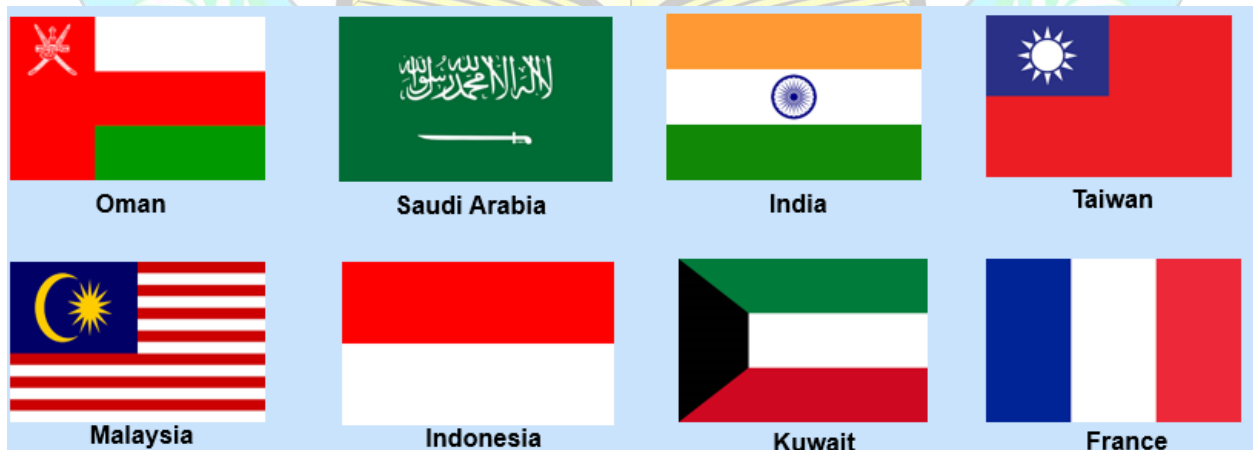 لا إله إلا الله محمد رسول الله
Oman
Saudi Arabia
India
Taiwan
Malaysia
Indonesia
Kuwait
France